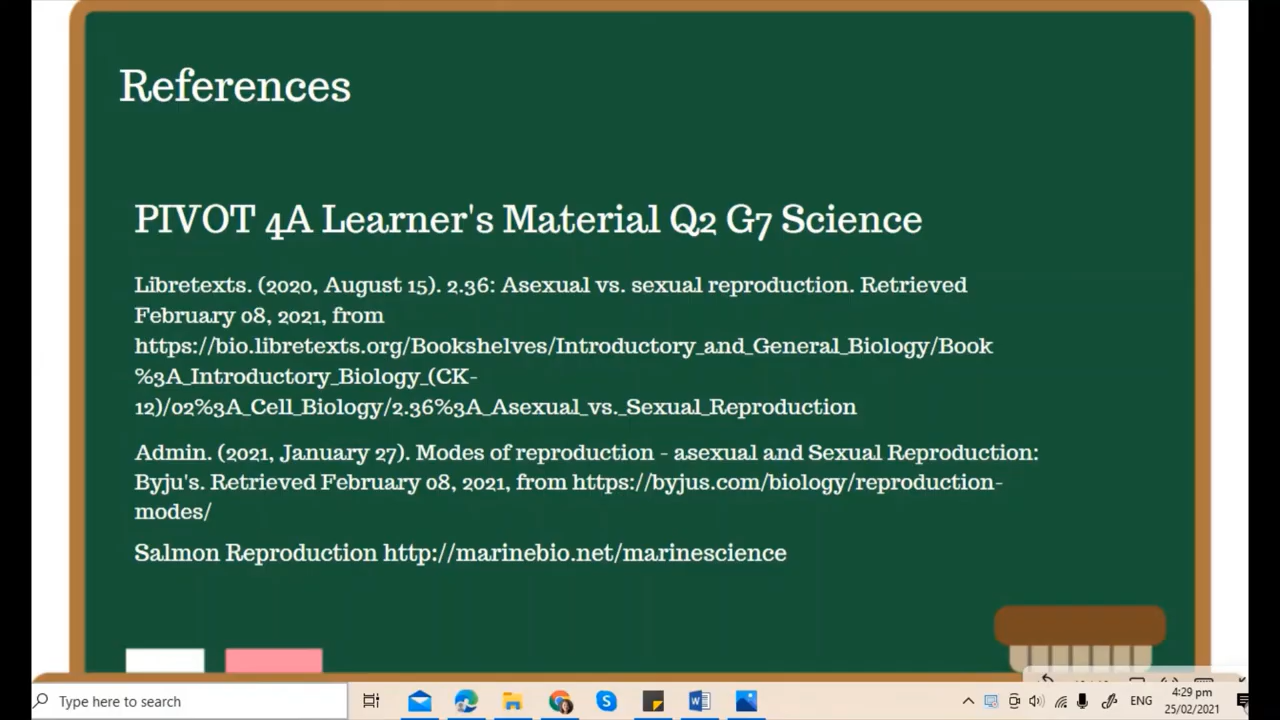 References
PIVOT 4A Learner's Material Q2 G7 Science
Libretexts. (2020, August 15). 2.36: Asexual vs. sexual reproduction. Retrieved
February 08, 2021, from
https://bio.libretexts.org/Bookshelves/Introductory_and_General_Biology/Book
%3A_Introductory_Biology_(CK-
12)/02%3A_Cell_Biology/2.36%3A_Asexual_vs._Sexual_Reproduction
Admin. (2021, January 27). Modes of reproduction - asexual and Sexual Reproduction:
Byju's. Retrieved February 08, 2021, from https://byjus.com/biology/reproduction-
modes/
Salmon Reproduction http://marinebio.net/marinescience
Type here to search
ENG
4:29 pm
25/02/2021